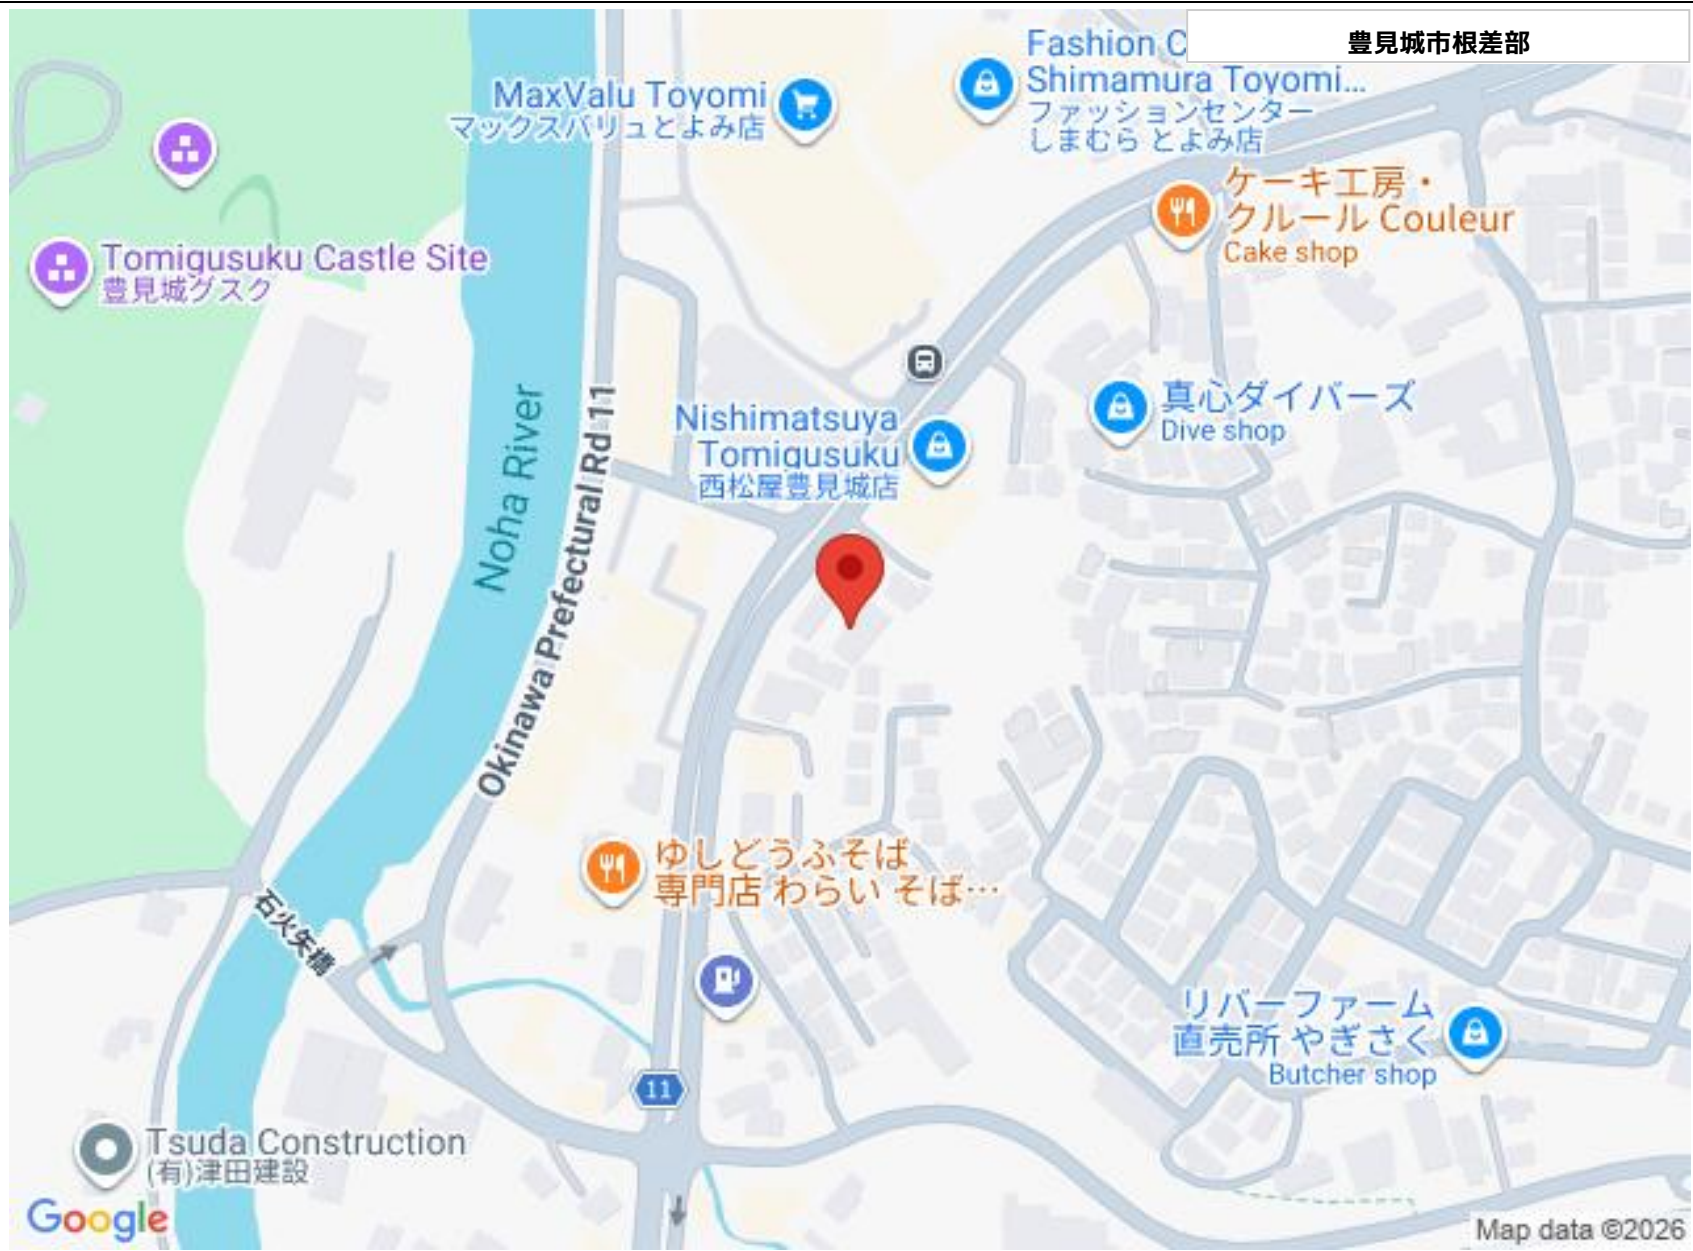 豊見城市根差部
Fashion C
Shimamura Toyomi...
ファッションセンター
しまむら とよみ店
MaxValu Toyomi
マックスバリュとよみ店
ケーキ工房・
クルール Couleur
Cake shop
Tomigusuku Castle Site
豊見城グスク
Noha River
Okinawa Prefectural Rd 11
Nishimatsuya
Tomigusuku
西松屋豊見城店
真心ダイバーズ
Dive shop
ゆしどうふそば
専門店 わらい そば…
石火矢橋
リバーファーム
直売所 やぎさく
Butcher shop
11
Tsuda Construction
(有)津田建設
Google
Map data ©2026